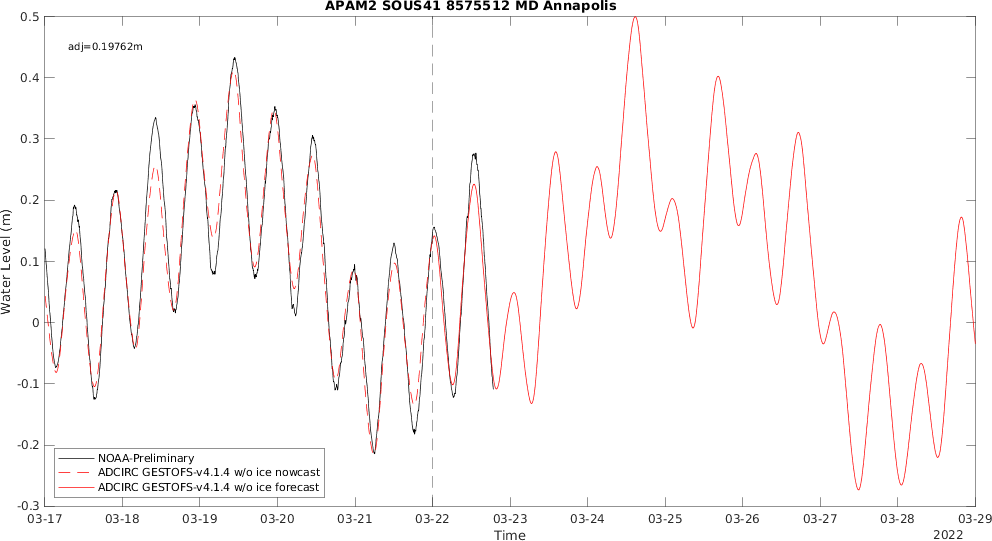 APAM2 SOUS41 8575512 MD Annapolis
adj=0.19762m
0.5
0.4
0.3
0.2
0.1
0
-0.1
-0.2
-0.3
Water Level (m)
NOAA-Preliminary
ADCIRC GESTOFS-v4.1.4 w/o ice nowcast
ADCIRC GESTOFS-v4.1.4 w/o ice forecast
03-17 03-18 03-19 03-20 03-21 03-22 03-23 03-24 03-25 03-26 03-27 03-28 03-29
Time
2022